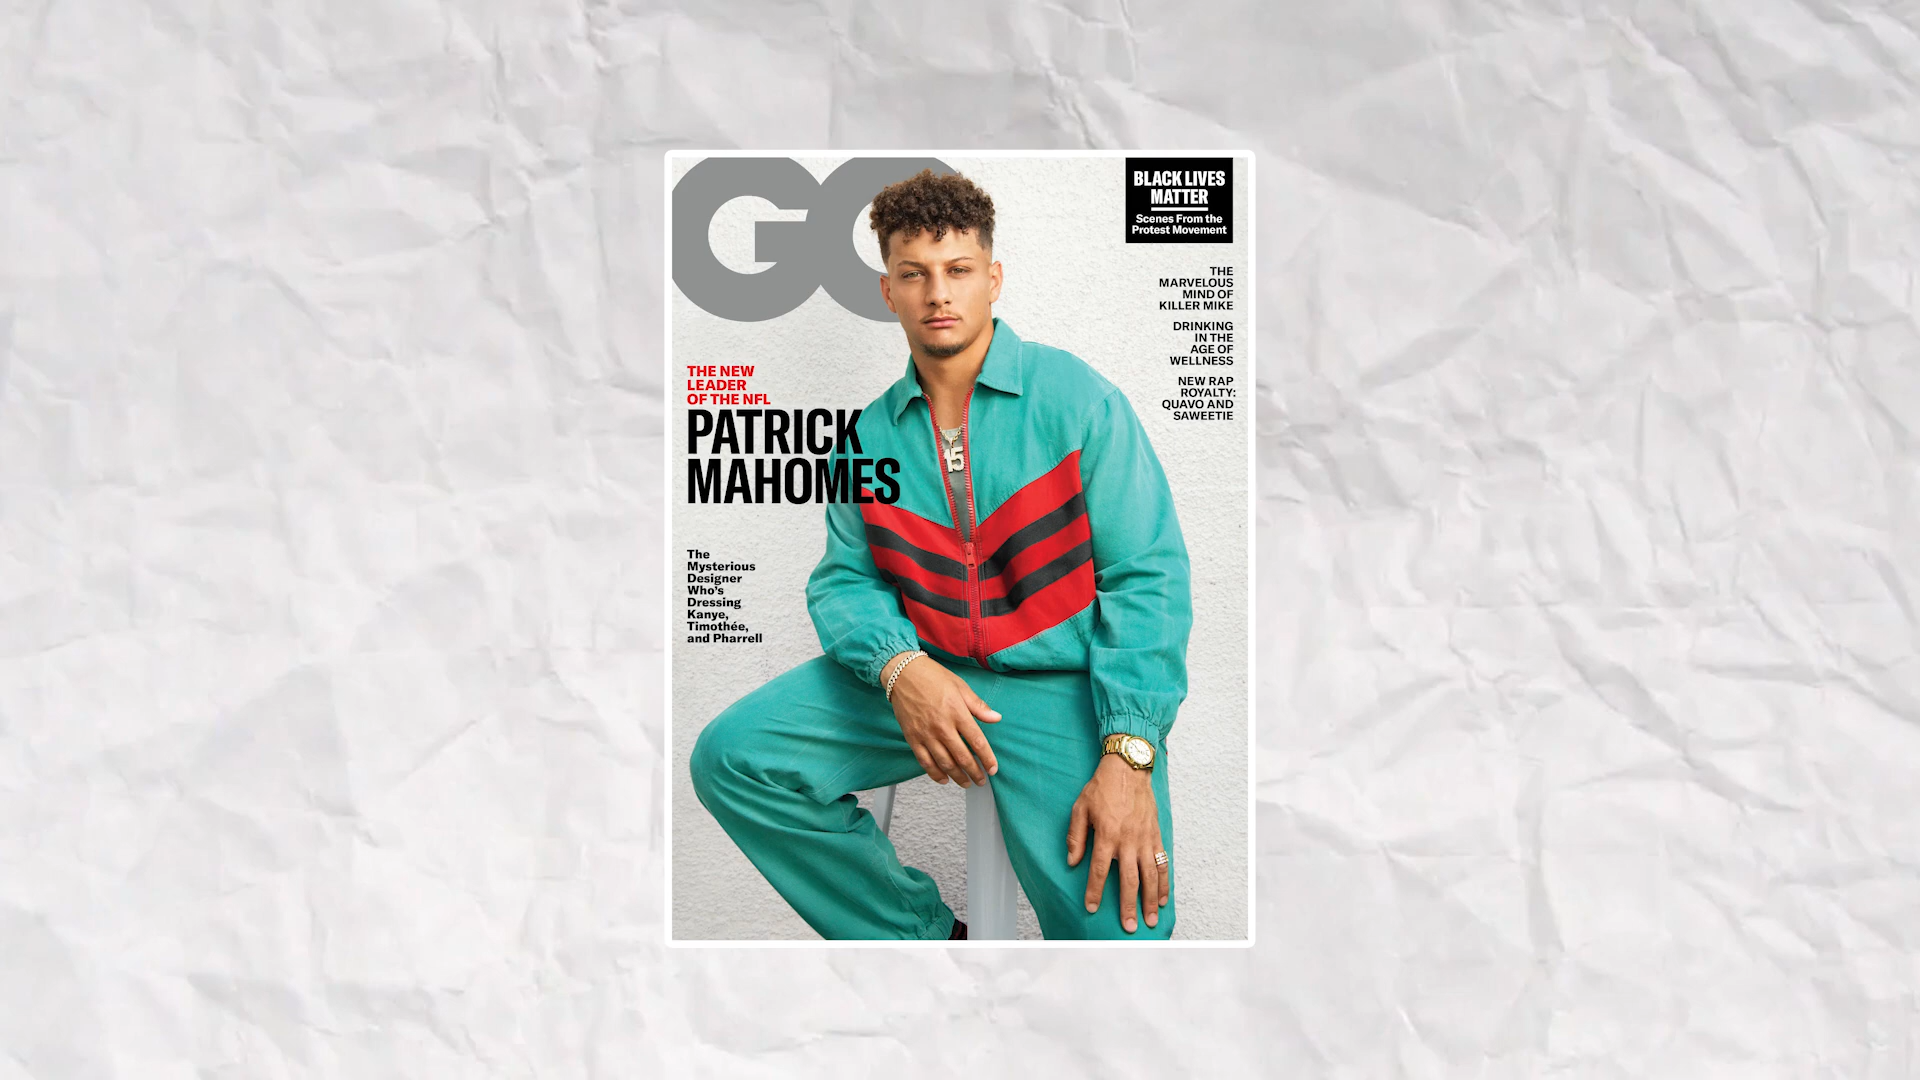 GQ
BLACK LIVES
MATTER
Scenes From the
Protest Movement
THE
MARVELOUS
MIND OF
KILLER MIKE
DRINKING
IN THE
AGE OF
WELLNESS
NEW RAP
ROYALTY:
QUAVO AND
SAWEETIE
THE NEW
LEADER
OF THE NFL
PATRICK
MAHOMES
15
The
Mysterious
Designer
Who's
Dressing
Kanye,
Timothée,
and Pharrell